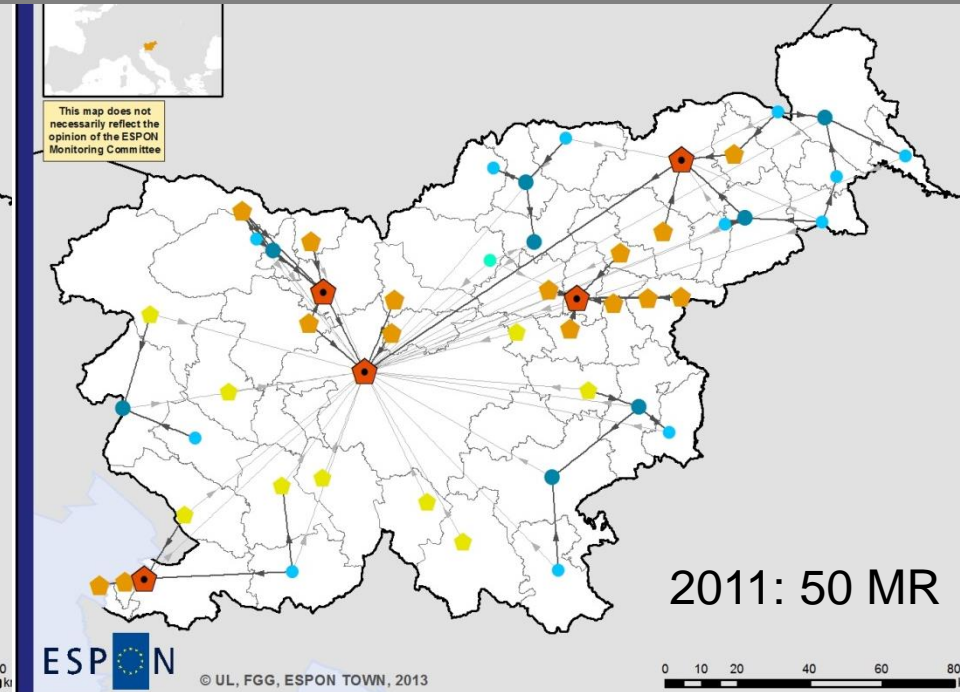 This map does not
necessarily reflect the
opinion of the ESPON
Monitoring Committee
2011: 50 MR
ESPON
© UL, FGG, ESPON TOWN, 2013
0 10 20 40 60 80
0